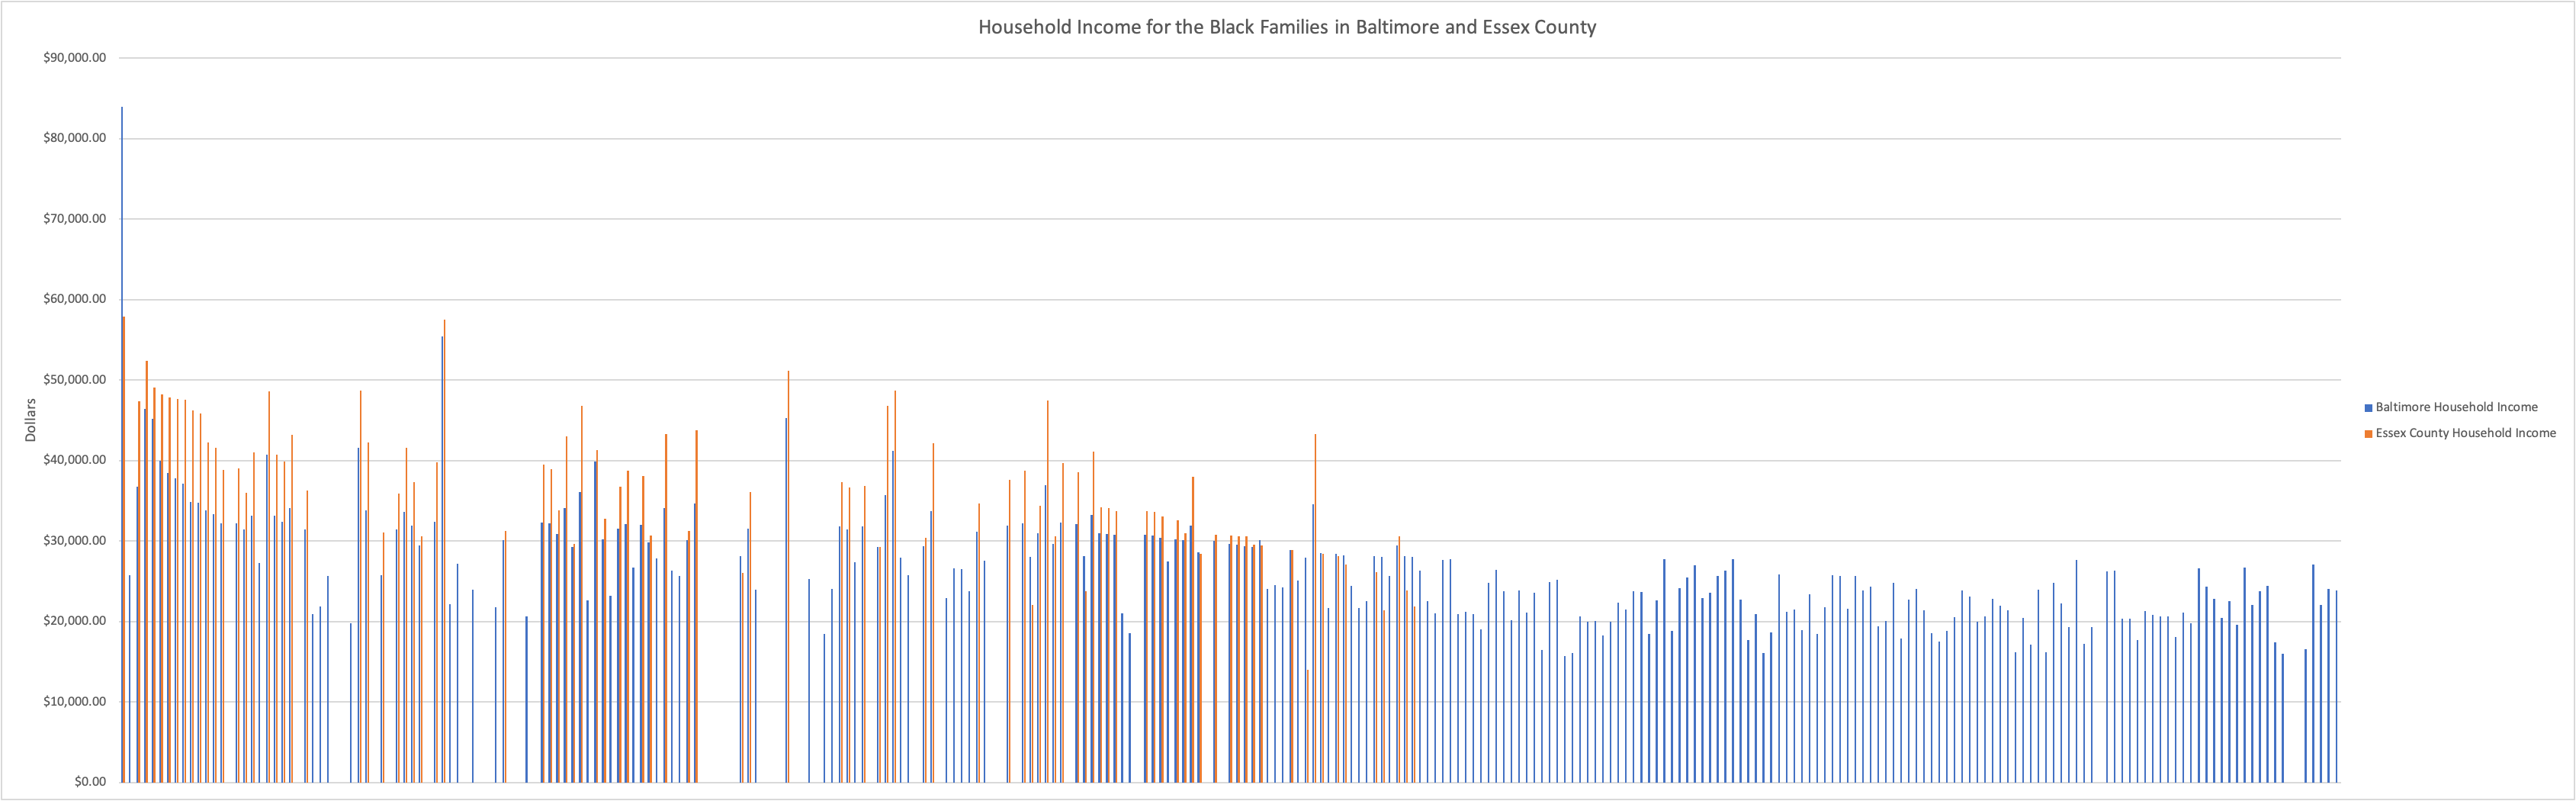 Household Income for the Black Families in Baltimore and Essex County
$90,000.00
$80,000.00
$70,000.00
$60,000.00
$50,000.00
$40,000.00
$30,000.00
$20,000.00
$10,000.00
$0.00
Dollars
Baltimore Household Income
Essex County Household Income